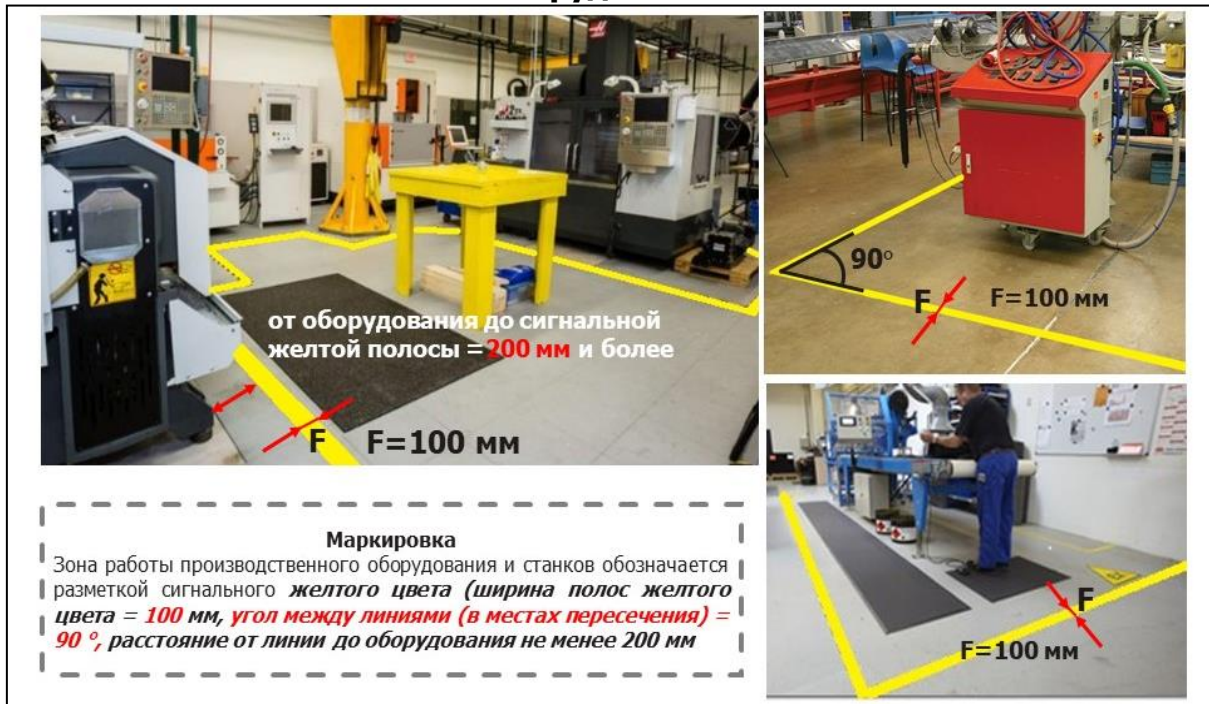 от оборудования до сигнальной
желтой полосы = 200 мм и более
F F=100 мм
90°
F F=100 мм
F
F=100 мм
Маркировка
Зона работы производственного оборудования и станков обозначается
разметкой сигнального желтого цвета (ширина полос желтого
цвета = 100 мм, угол между линиями (в местах пересечения) =
90 °, расстояние от линии до оборудования не менее 200 мм